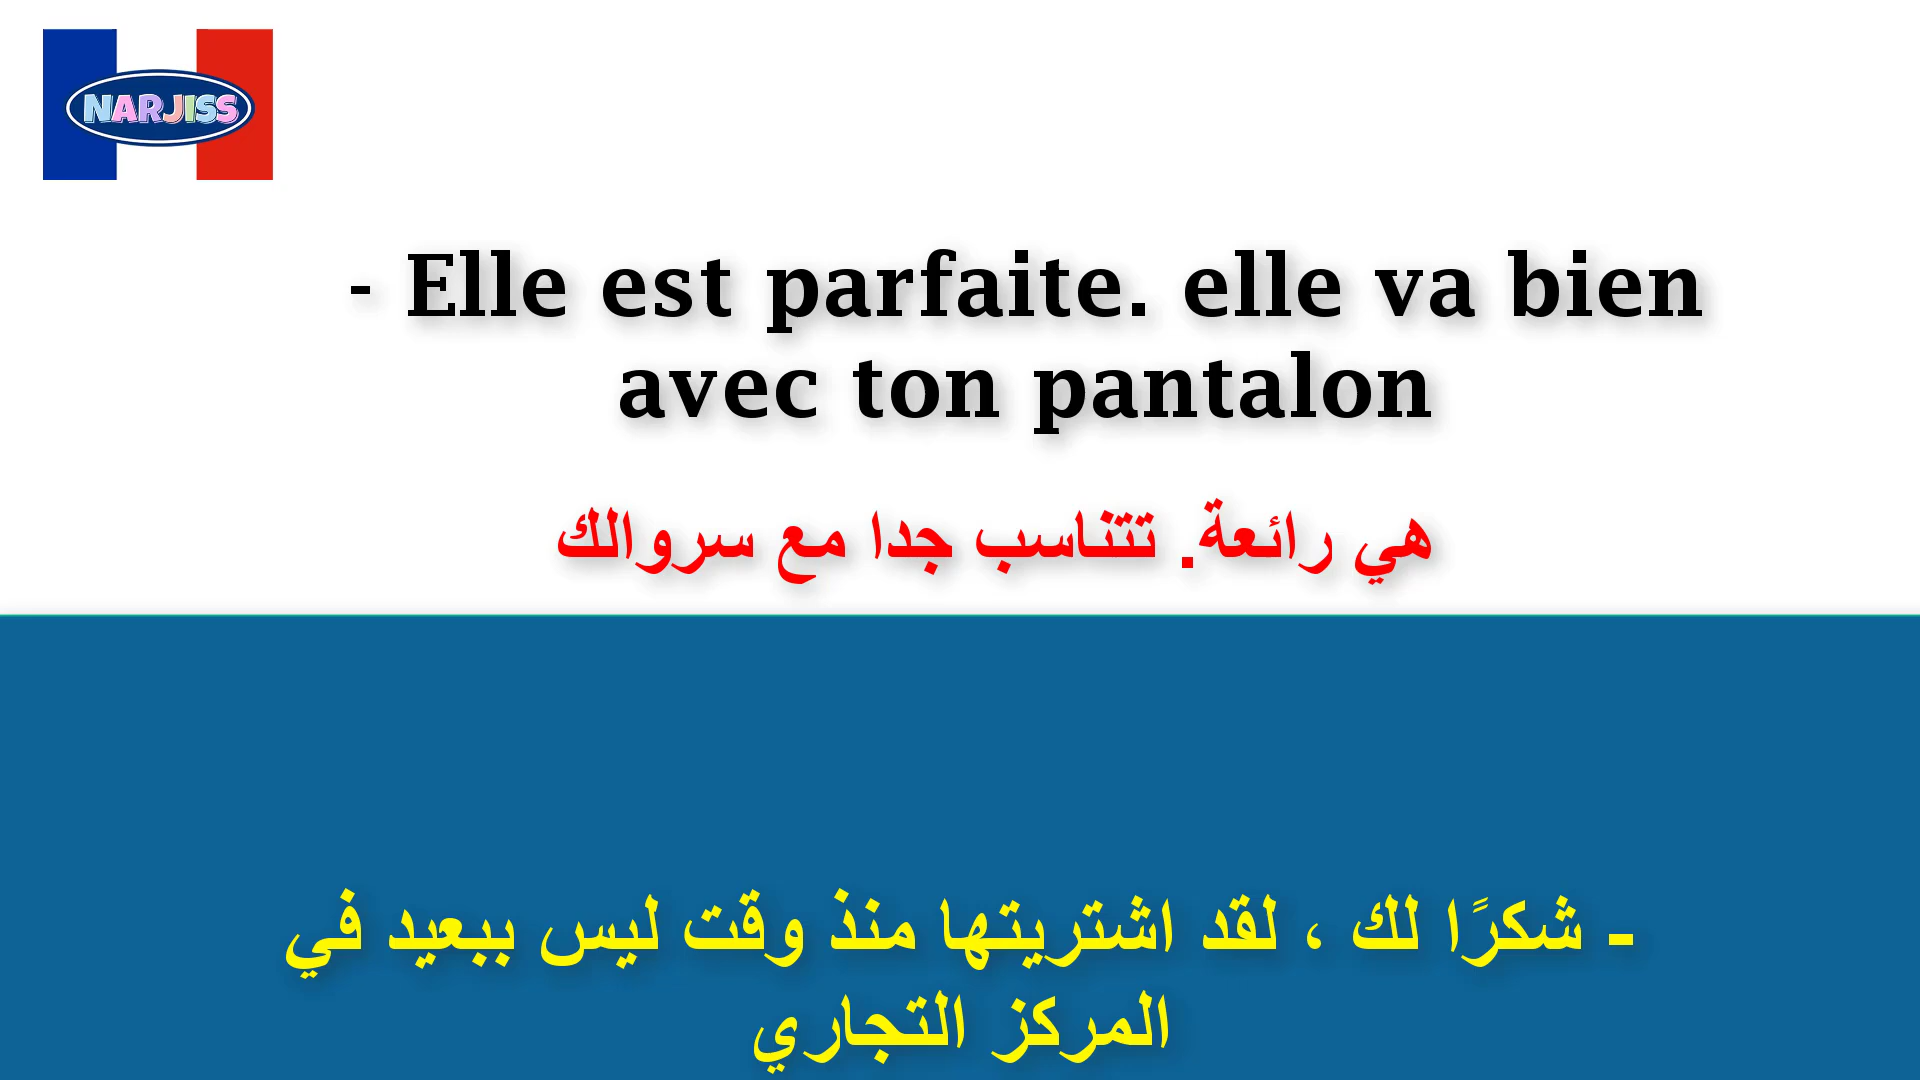 NARJISS
- Elle est parfaite. elle va bien
avec ton pantalon
هي رائعة. تتناسب جدا مع سروالك
- شكرًا لك ، لقد اشتريتها منذ وقت ليس ببعيد في
المركز التجاري